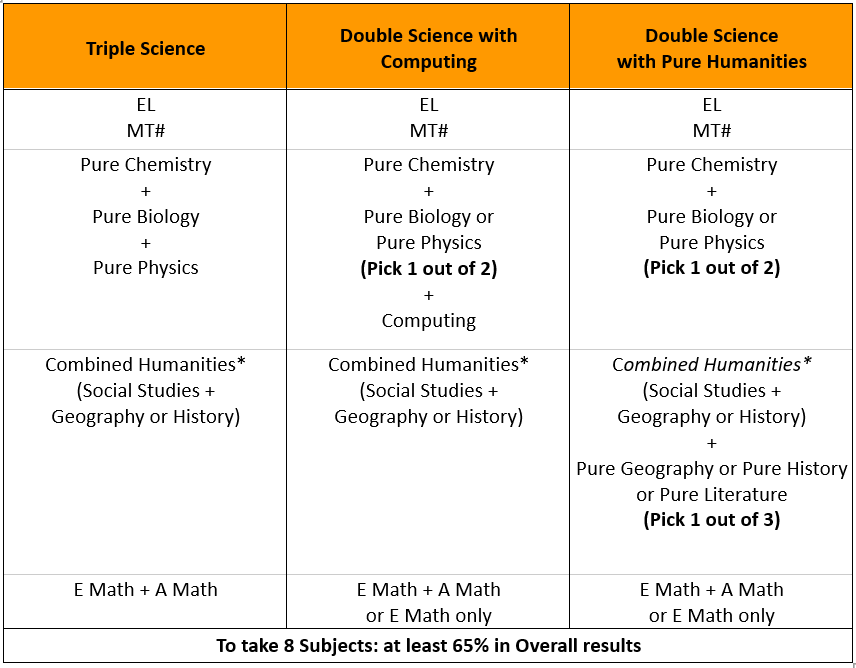 Triple Science
Double Science with
Computing
Double Science
with Pure Humanities
EL
MT#
EL
MT#
EL
MT#
Pure Chemistry
+
Pure Biology
+
Pure Physics
Pure Chemistry
+
Pure Biology or
Pure Physics
(Pick 1 out of 2)
+
Computing
Pure Chemistry
+
Pure Biology or
Pure Physics
(Pick 1 out of 2)
Combined Humanities*
(Social Studies +
Geography or History)
Combined Humanities*
(Social Studies +
Geography or History)
Combined Humanities*
(Social Studies +
Geography or History)
+
Pure Geography or Pure History
or Pure Literature
(Pick 1 out of 3)
E Math + A Math
E Math + A Math
or E Math only
E Math + A Math
or E Math only
To take 8 Subjects: at least 65% in Overall results